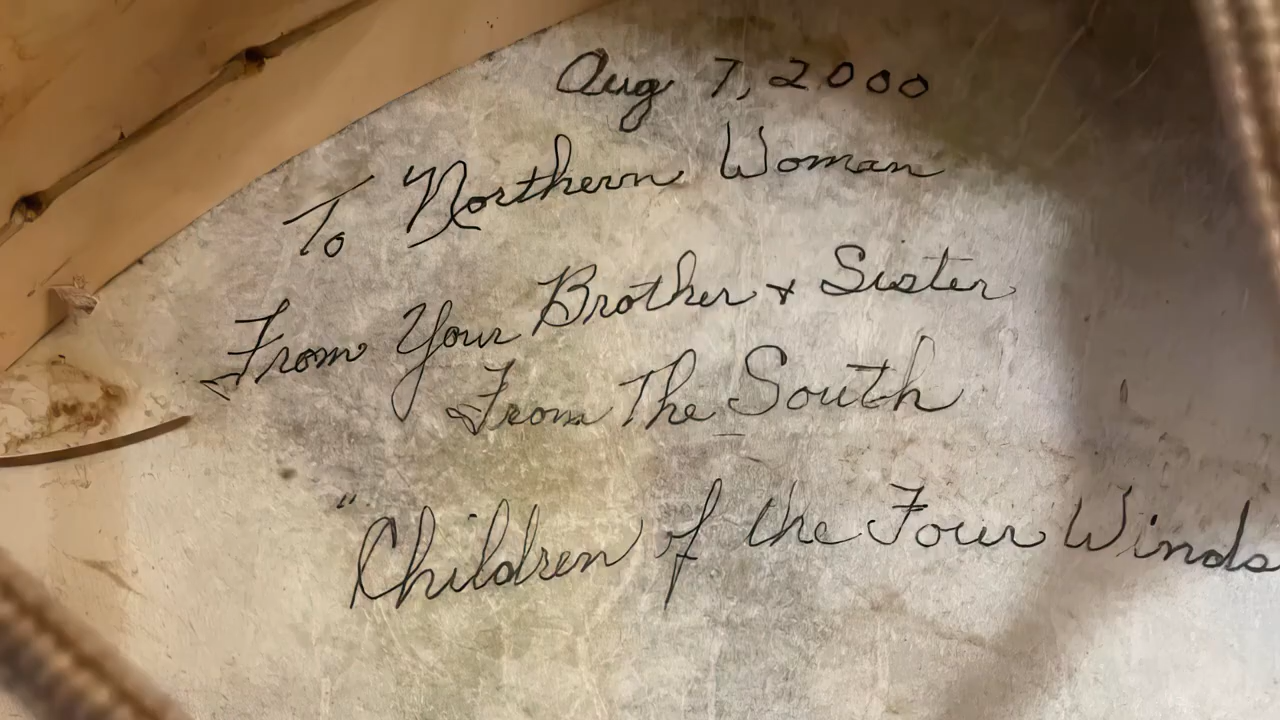 Aug 7, 2000
To Northern Woman
From Your Brother & Sister
From The South
"Children of the Four Winds